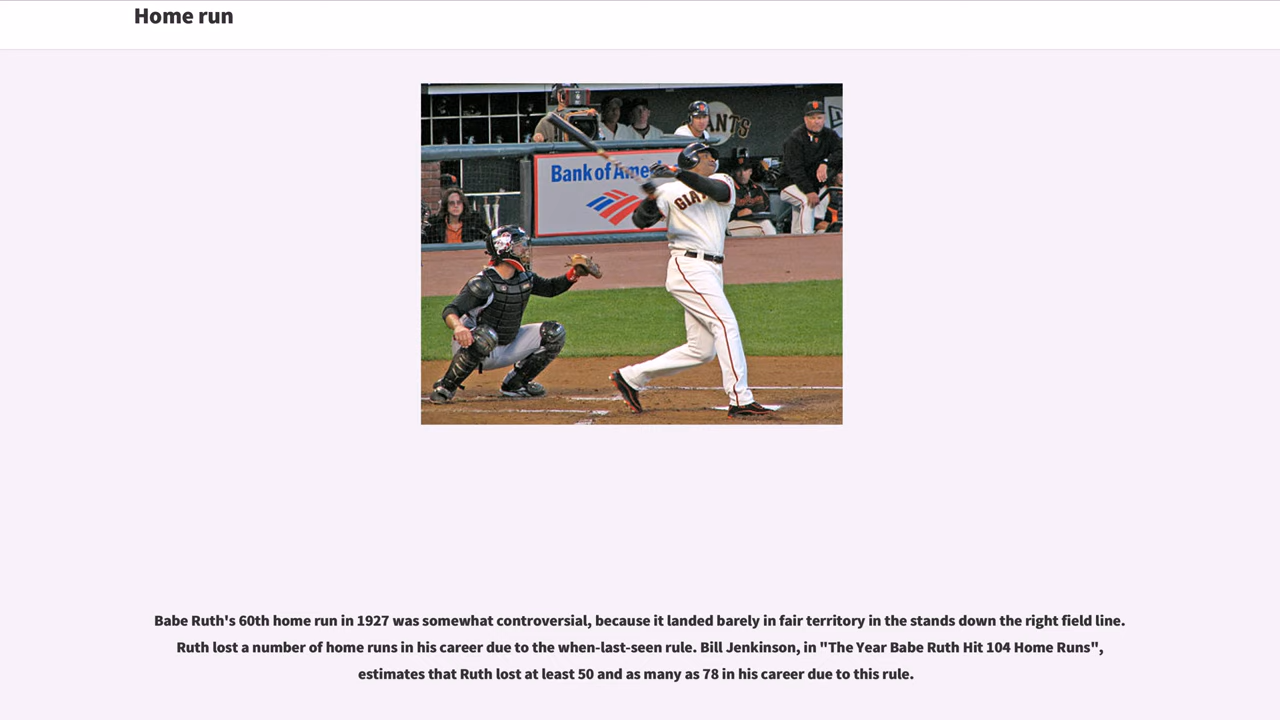 Home run
ANTS
Bank of Ame
GIA
Babe Ruth's 60th home run in 1927 was somewhat controversial, because it landed barely in fair territory in the stands down the right field line.
Ruth lost a number of home runs in his career due to the when-last-seen rule. Bill Jenkinson, in "The Year Babe Ruth Hit 104 Home Runs",
estimates that Ruth lost at least 50 and as many as 78 in his career due to this rule.